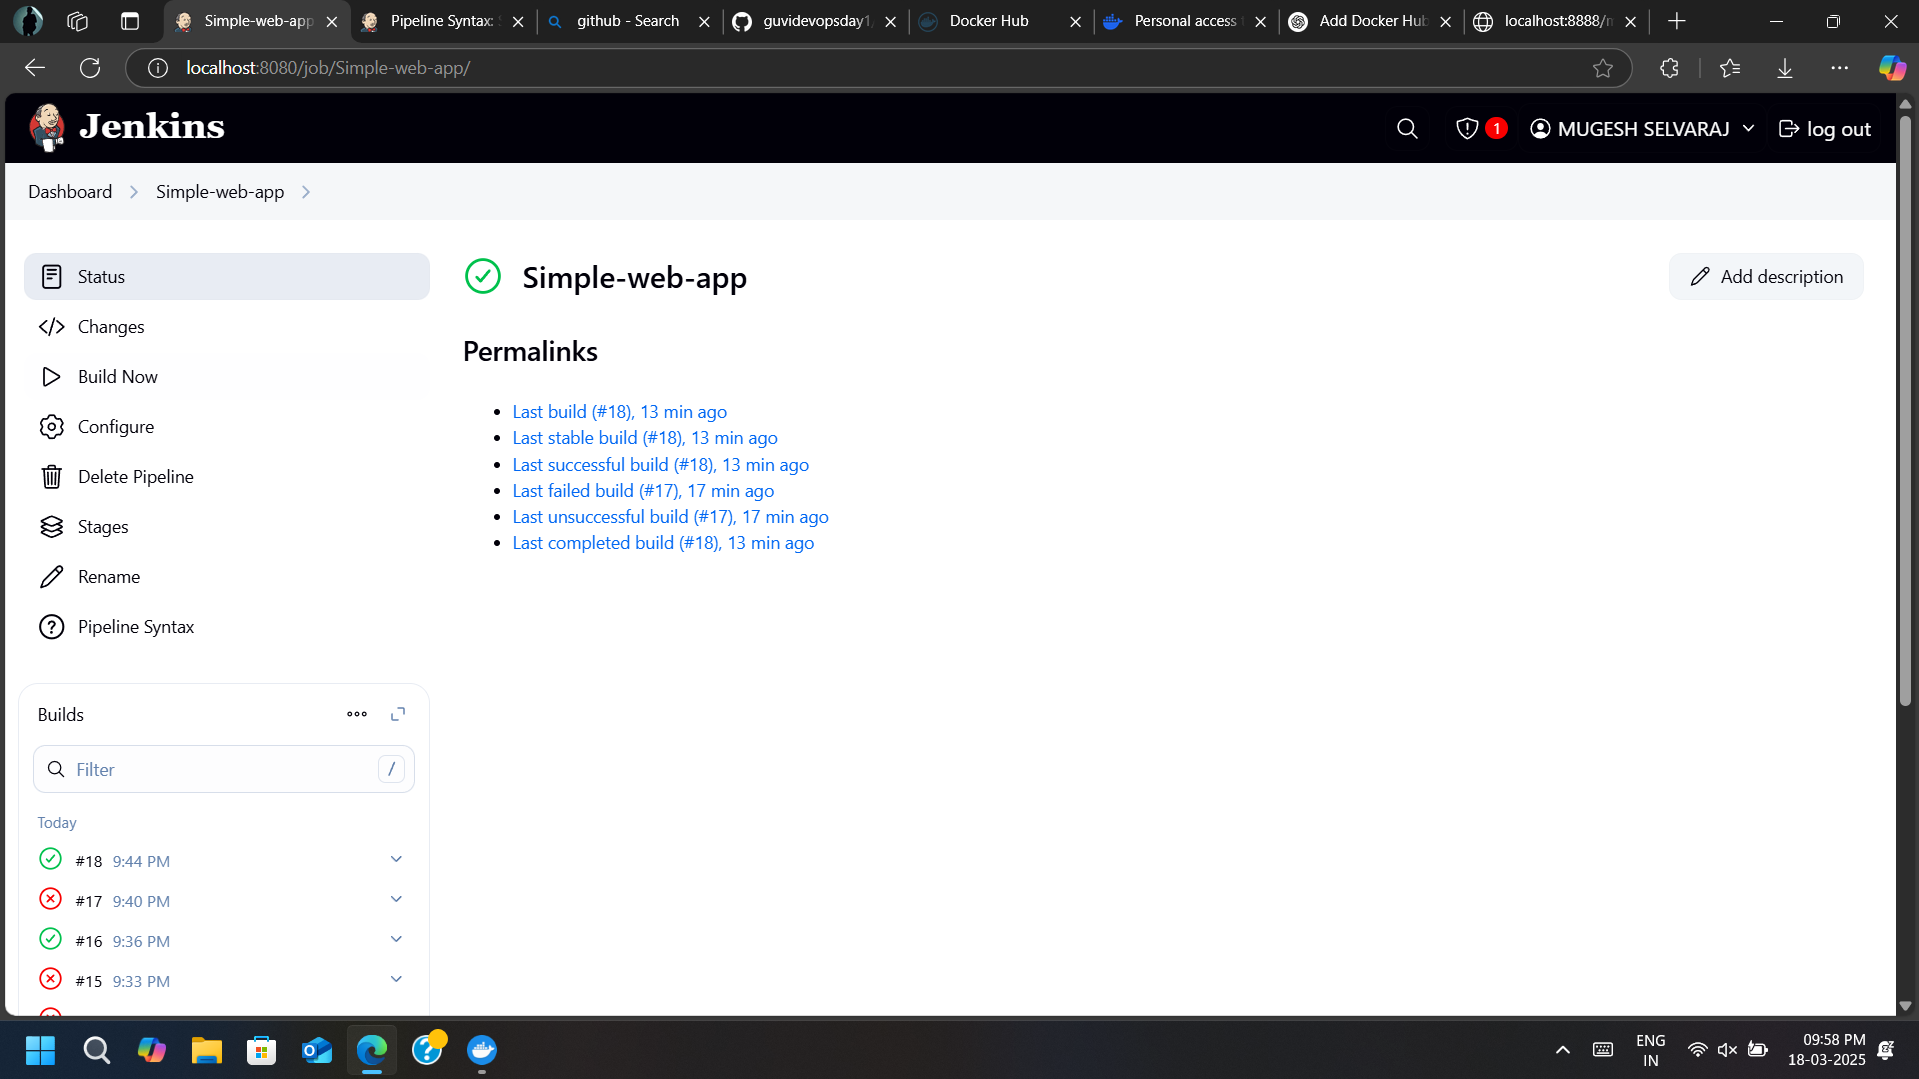 Simple-web-app
Pipeline Syntax:
github - Search
guvidevopsday1
Docker Hub
Personal access
Add Docker Hub
localhost:8888/
localhost:8080/job/Simple-web-app/
Jenkins
1
MUGESH SELVARAJ
log out
Dashboard
Simple-web-app
Status
Changes
Build Now
Configure
Delete Pipeline
Stages
Rename
Pipeline Syntax
Simple-web-app
Add description
Permalinks
Last build (#18), 13 min ago
Last stable build (#18), 13 min ago
Last successful build (#18), 13 min ago
Last failed build (#17), 17 min ago
Last unsuccessful build (#17), 17 min ago
Last completed build (#18), 13 min ago
Builds
Filter
/
Today
#18 9:44 PM
#17 9:40 PM
#16 9:36 PM
#15 9:33 PM
ENG
IN
09:58 PM
18-03-2025